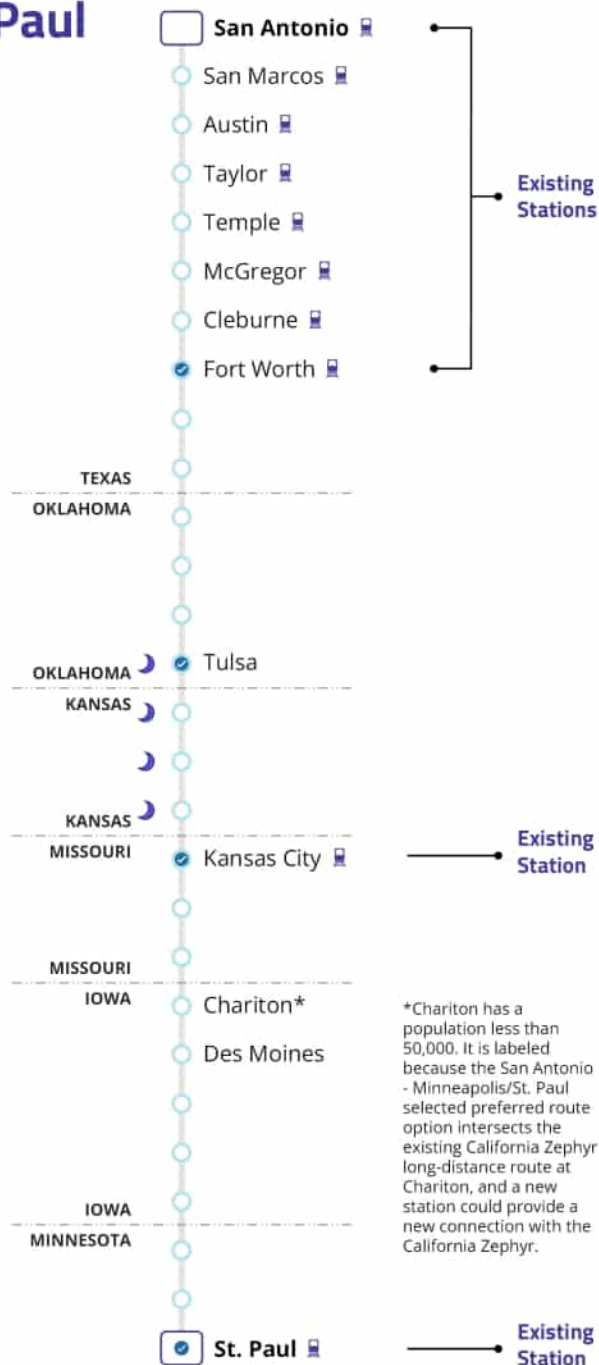 Paul
San Antonio
San Marcos
Austin
Taylor
Temple
McGregor
Cleburne
Fort Worth
Existing
Stations
TEXAS
OKLAHOMA
OKLAHOMA
Tulsa
KANSAS
KANSAS
MISSOURI
Kansas City
Existing
Station
MISSOURI
IOWA
Chariton*
Des Moines
*Chariton has a
population less than
50,000. It is labeled
because the San Antonio
- Minneapolis/St. Paul
selected preferred route
option intersects the
existing California Zephyr
long-distance route at
Chariton, and a new
station could provide a
new connection with the
California Zephyr.
IOWA
MINNESOTA
St. Paul
Existing
Station